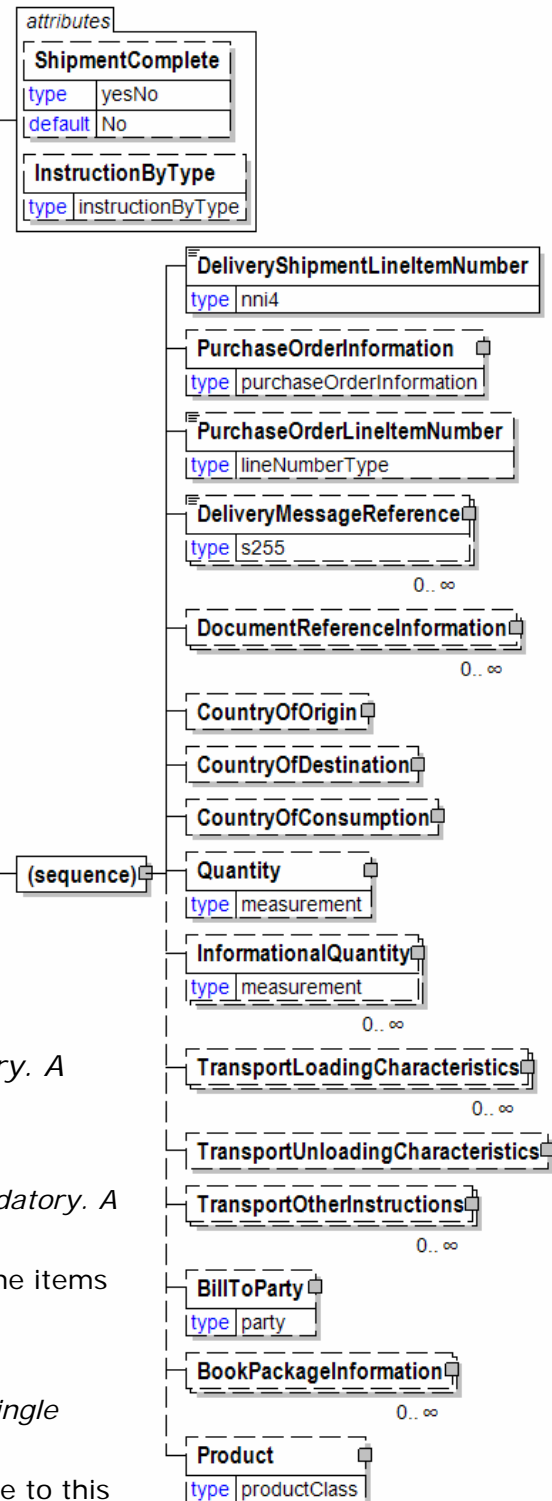 attributes
ShipmentComplete
type yesNo
default No
InstructionByType
type instructionByType
DeliveryShipmentLineItemNumber
type nni4
PurchaseOrderInformation
type purchaseOrderInformation
PurchaseOrderLineItemNumber
type lineNumberType
DeliveryMessageReference
type s255
0.. ∞
DocumentReferenceInformation
0.. ∞
CountryOfOrigin
CountryOfDestination
CountryOfConsumption
(sequence)
Quantity
type measurement
InformationalQuantity
type measurement
0.. ∞
ry. A
TransportLoadingCharacteristics
0.. ∞
TransportUnloadingCharacteristics
datory. A
TransportOtherInstructions
0.. ∞
ne items
BillToParty
type party
BookPackageInformation
0.. ∞
ingle
Product
type productClass
e to this